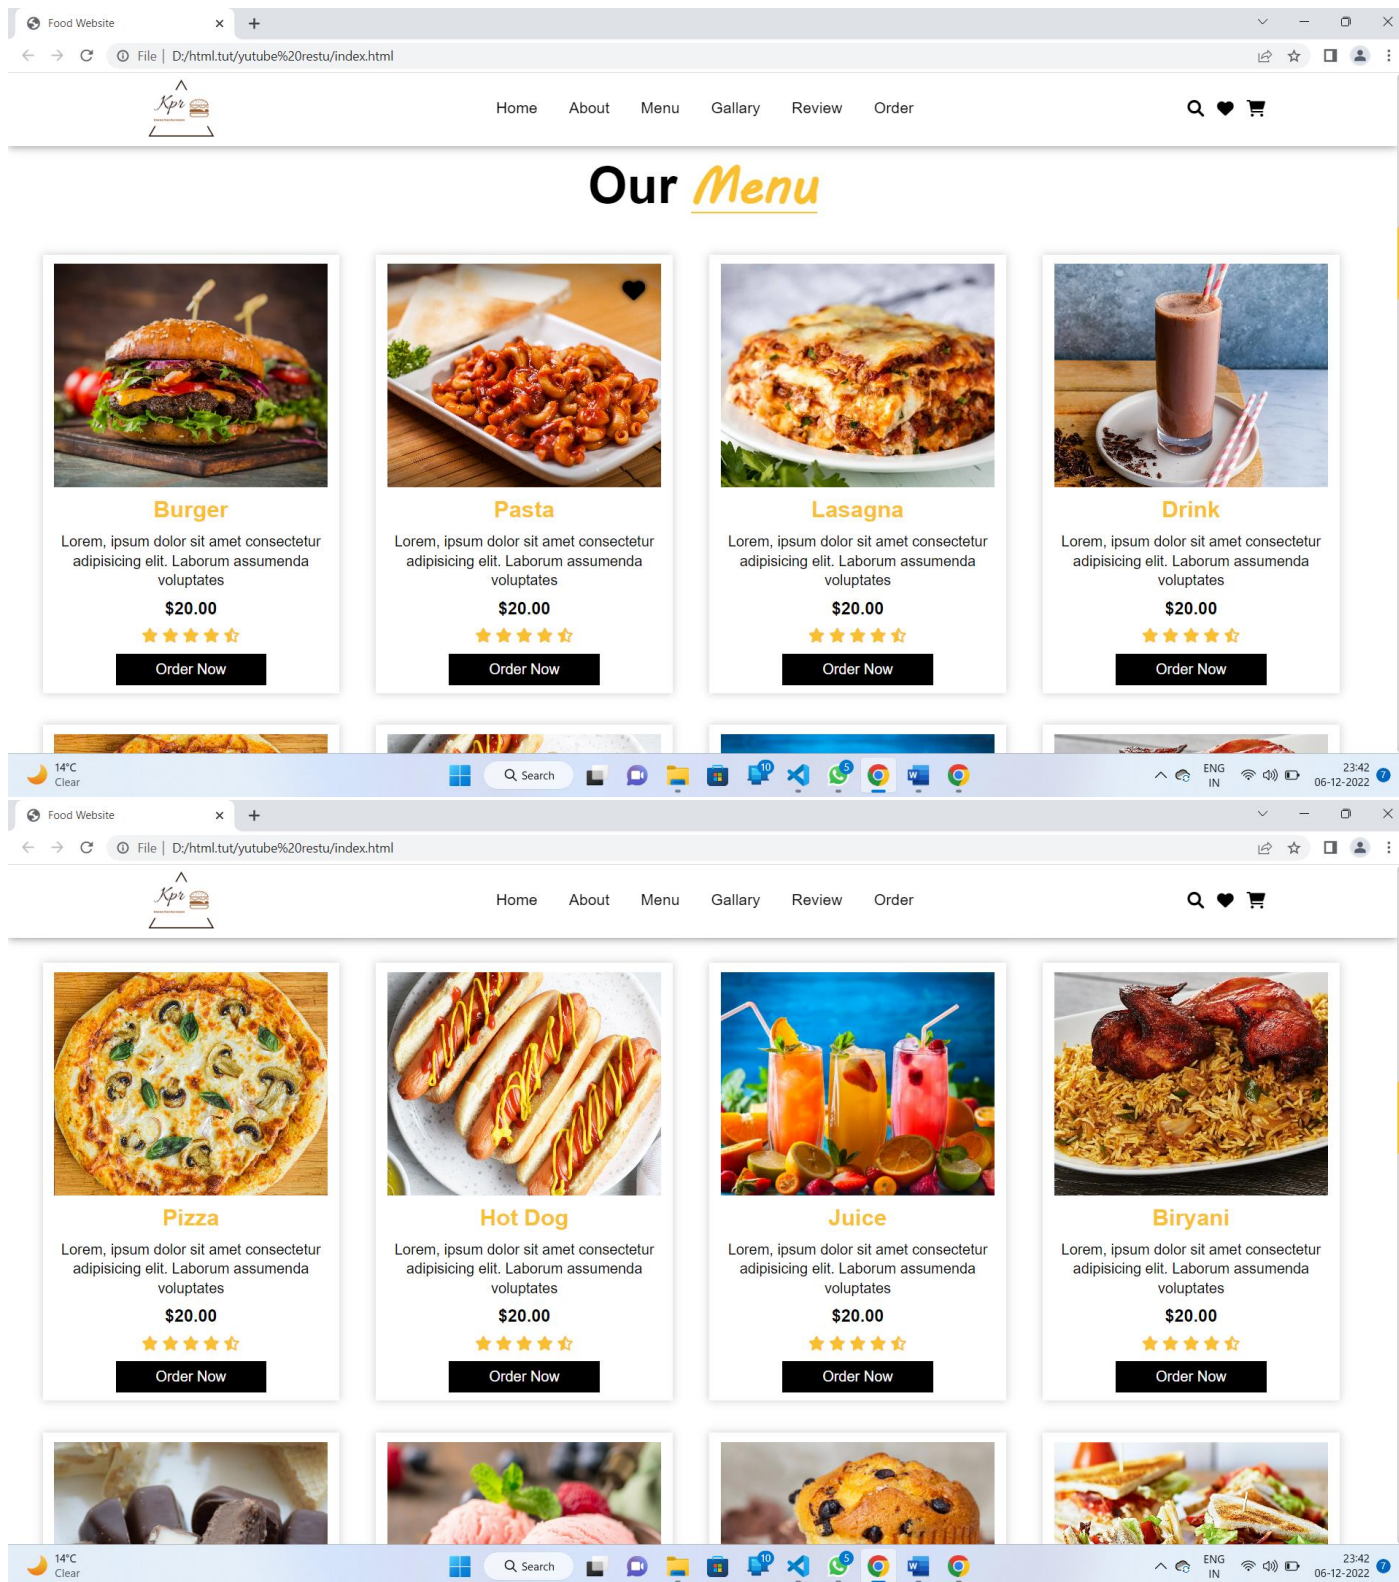 Food Website
File | D:/html.tut/yutube%20restu/index.html
Kpr
Home About Menu Gallary Review Order
Our Menu
Burger Pasta Lasagna Drink
Lorem, ipsum dolor sit amet consectetur Lorem, ipsum dolor sit amet consectetur Lorem, ipsum dolor sit amet consectetur Lorem, ipsum dolor sit amet consectetur
adipisicing elit. Laborum assumenda adipisicing elit. Laborum assumenda adipisicing elit. Laborum assumenda adipisicing elit. Laborum assumenda
voluptates voluptates voluptates voluptates
$20.00 $20.00 $20.00 $20.00
Order Now Order Now Order Now Order Now
14°C
Clear
Search
10
5
ENG
IN
23:42
06-12-2022
7
Food Website
File | D:/html.tut/yutube%20restu/index.html
Kpr
Home About Menu Gallary Review Order
Pizza Hot Dog Juice Biryani
Lorem, ipsum dolor sit amet consectetur Lorem, ipsum dolor sit amet consectetur Lorem, ipsum dolor sit amet consectetur Lorem, ipsum dolor sit amet consectetur
adipisicing elit. Laborum assumenda adipisicing elit. Laborum assumenda adipisicing elit. Laborum assumenda adipisicing elit. Laborum assumenda
voluptates voluptates voluptates voluptates
$20.00 $20.00 $20.00 $20.00
Order Now Order Now Order Now Order Now
14°C
Clear
Search
10
5
ENG
IN
23:42
06-12-2022
7